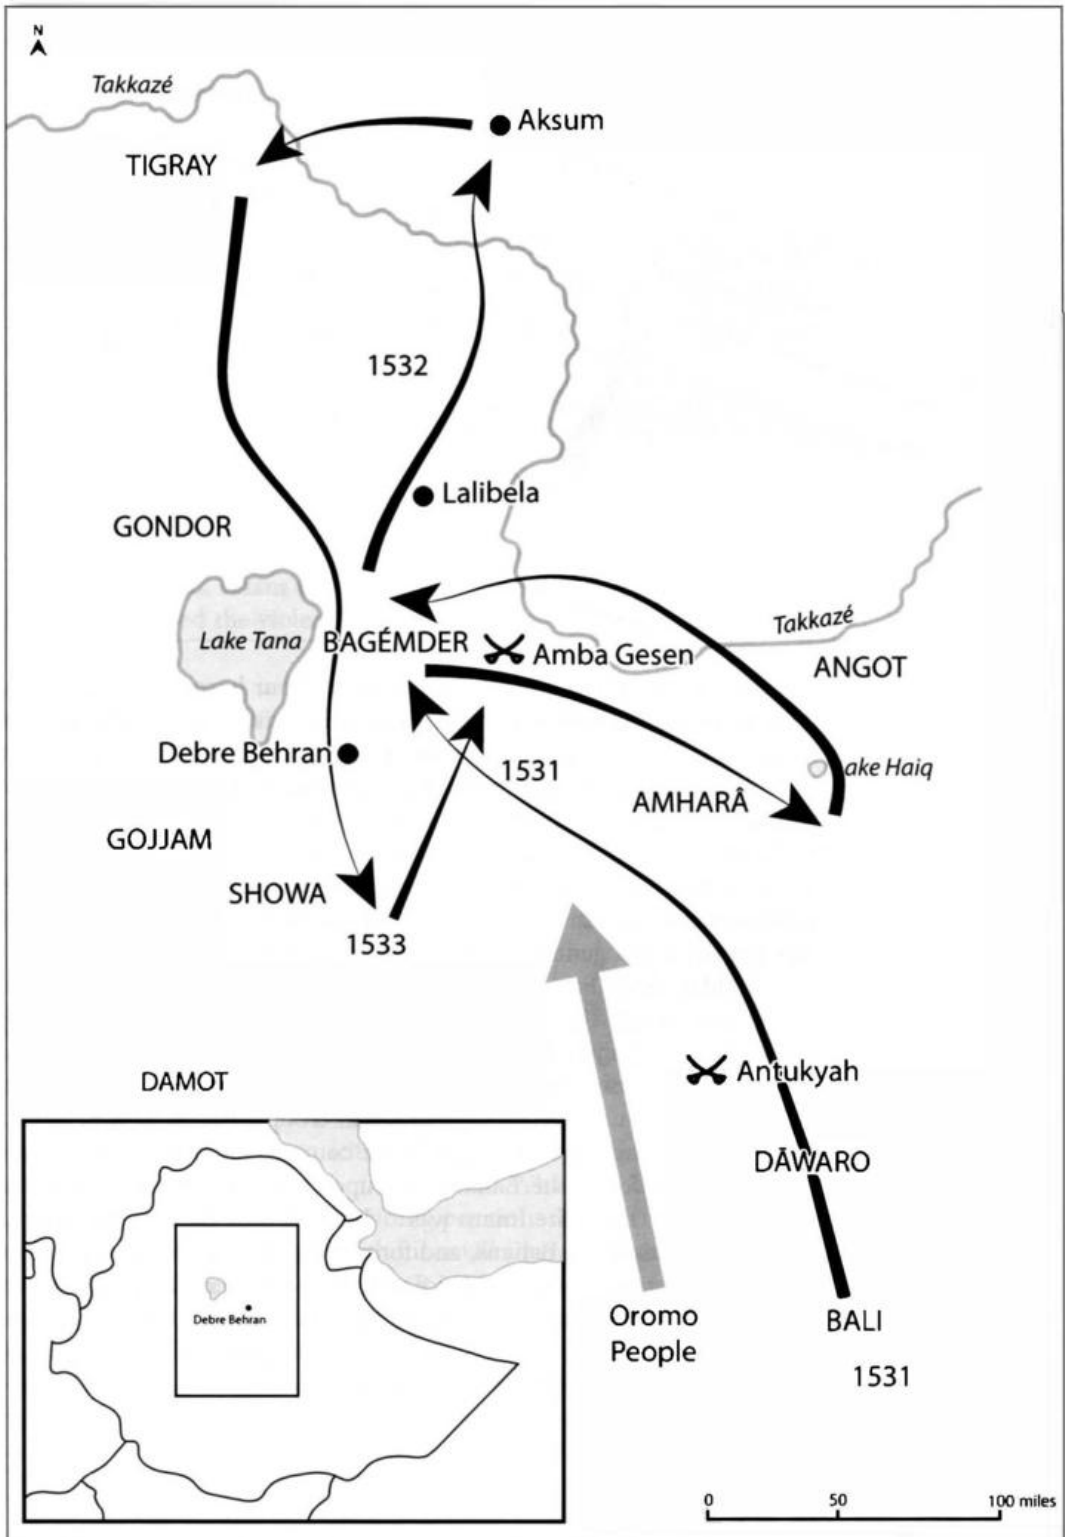 N
Takkazé
Aksum
TIGRAY
1532
Lalibela
GONDOR
Lake Tana
BAGÉMDER
Amba Gesen
Takkazé
ANGOT
Debre Behran
1531
ake Haiq
AMHARÂ
GOJJAM
SHOWA
1533
Antukyah
DAMOT
DĀWARO
Debre Behran
Oromo
People
BALI
1531
0 50 100 miles